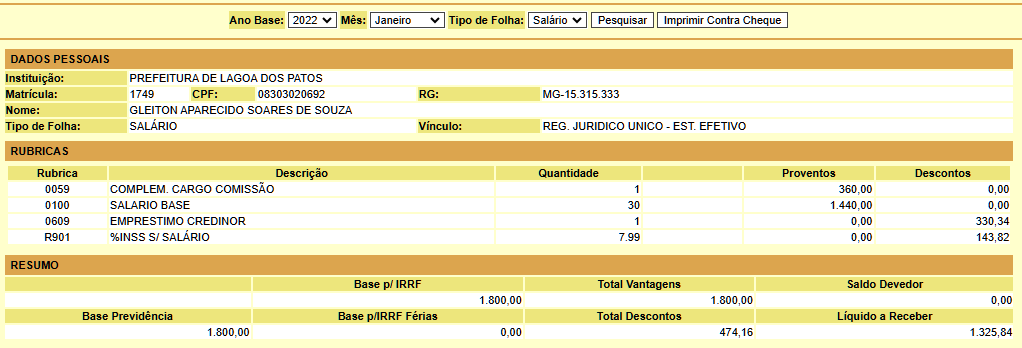 Ano Base: 2022 Mês: Janeiro Tipo de Folha: Salário Pesquisar Imprimir Contra Cheque
DADOS PESSOAIS
Instituição: PREFEITURA DE LAGOA DOS PATOS
Matrícula: 1749 CPF: 08303020692 RG: MG-15.315.333
Nome: GLEITON APARECIDO SOARES DE SOUZA
Tipo de Folha: SALÁRIO Vínculo: REG. JURIDICO UNICO - EST. EFETIVO
RUBRICAS
Rubrica Descrição Quantidade Proventos Descontos
0059 COMPLEM. CARGO COMISSÃO 1 360,00 0,00
0100 SALARIO BASE 30 1.440,00 0,00
0609 EMPRESTIMO CREDINOR 1 0,00 330,34
R901 %INSS S/ SALÁRIO 7.99 0,00 143,82
RESUMO
Base p/ IRRF Total Vantagens Saldo Devedor
1.800,00 1.800,00 0,00
Base Previdência Base p/IRRF Férias Total Descontos Líquido a Receber
1.800,00 0,00 474,16 1.325,84